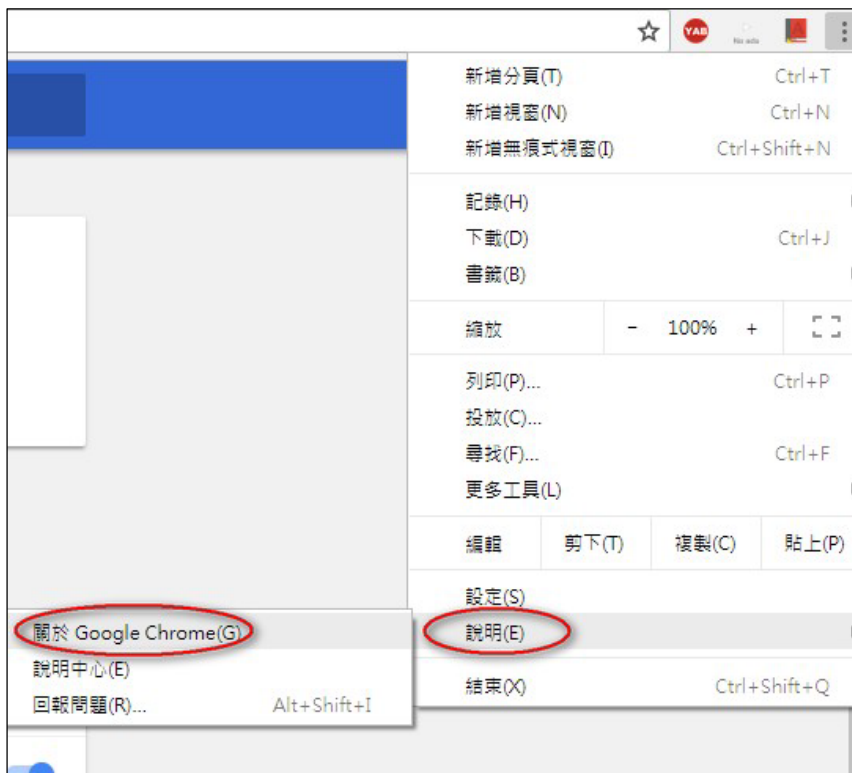 YAB
No ads
新增分頁(T) Ctrl+T
新增視窗(N) Ctrl+N
新增無痕式視窗(I) Ctrl+Shift+N
記錄(H)
下載(D) Ctrl+J
書籤(B)
縮放 - 100% +
列印(P)... Ctrl+P
投放(C)...
尋找(F)... Ctrl+F
更多工具(L)
編輯 剪下(T) 複製(C) 貼上(P)
設定(S)
說明(E)
結束(X) Ctrl+Shift+Q
關於 Google Chrome(G)
說明中心(E)
回報問題(R)... Alt+Shift+I